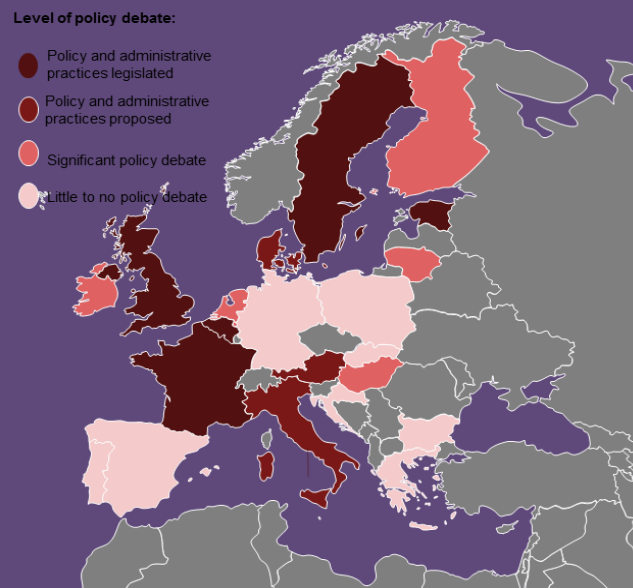 Level of policy debate:
Policy and administrative
practices legislated
Policy and administrative
practices proposed
Significant policy debate
Little to no policy debate